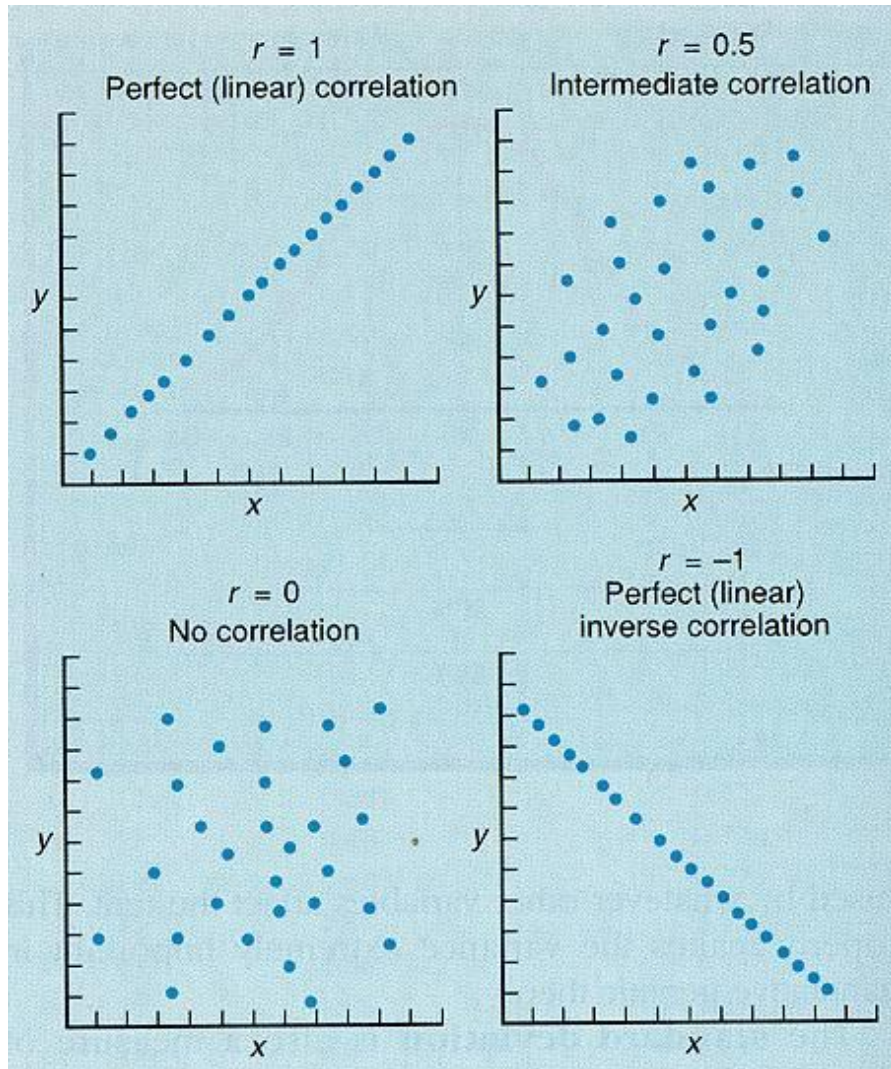 r = 1
Perfect (linear) correlation
y
x
r = 0.5
Intermediate correlation
y
x
r = 0
No correlation
y
x
r = −1
Perfect (linear)
inverse correlation
y
x